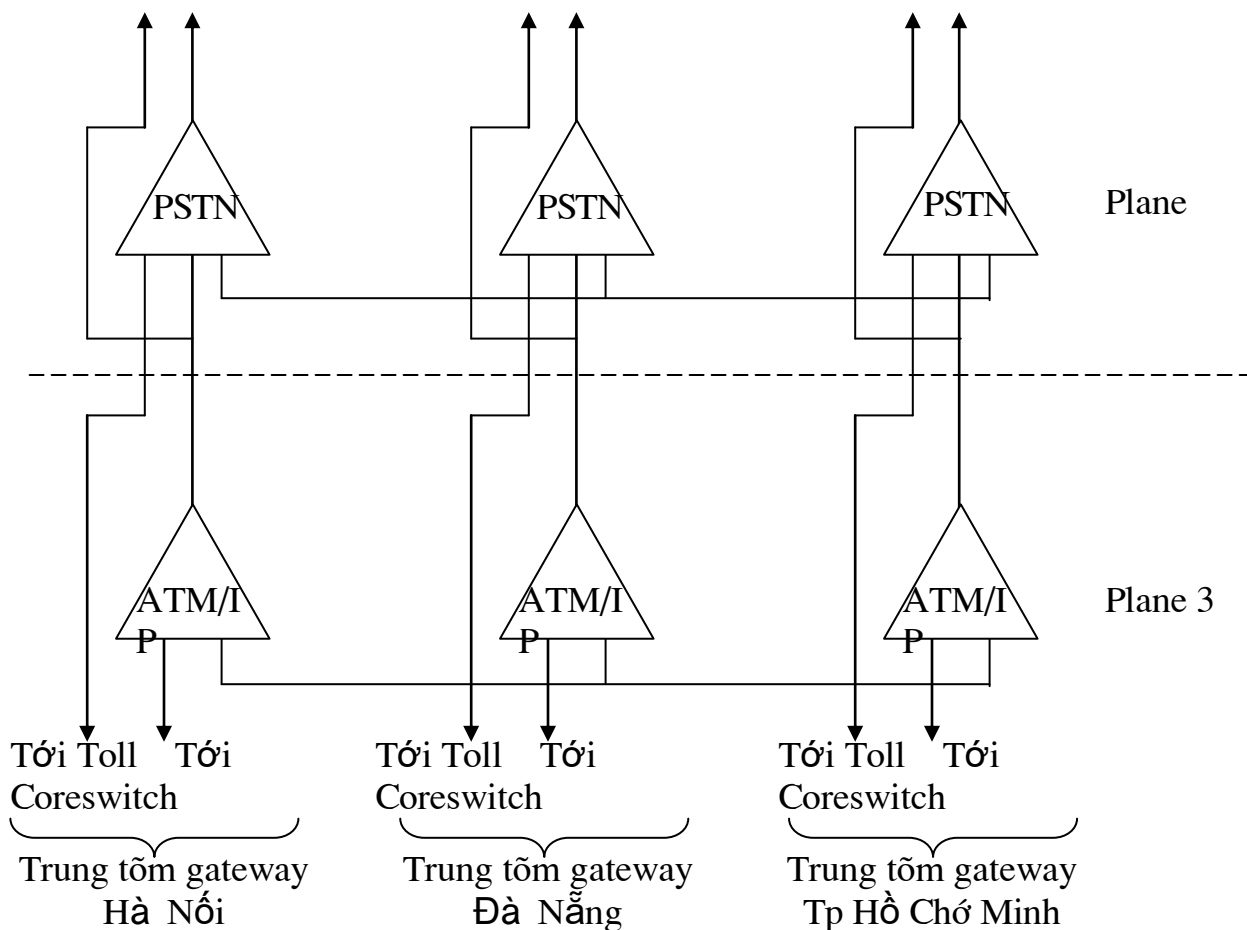 PSTN PSTN PSTN Plane
ATM/I ATM/I ATM/I Plane 3
P P P
Tới Toll Tới Tới Toll Tới Tới Toll Tới
Coreswitch Coreswitch Coreswitch
Trung tõm gateway Trung tõm gateway Trung tõm gateway
Hà Nối Đà Nẵng Tp Hồ Chớ Minh